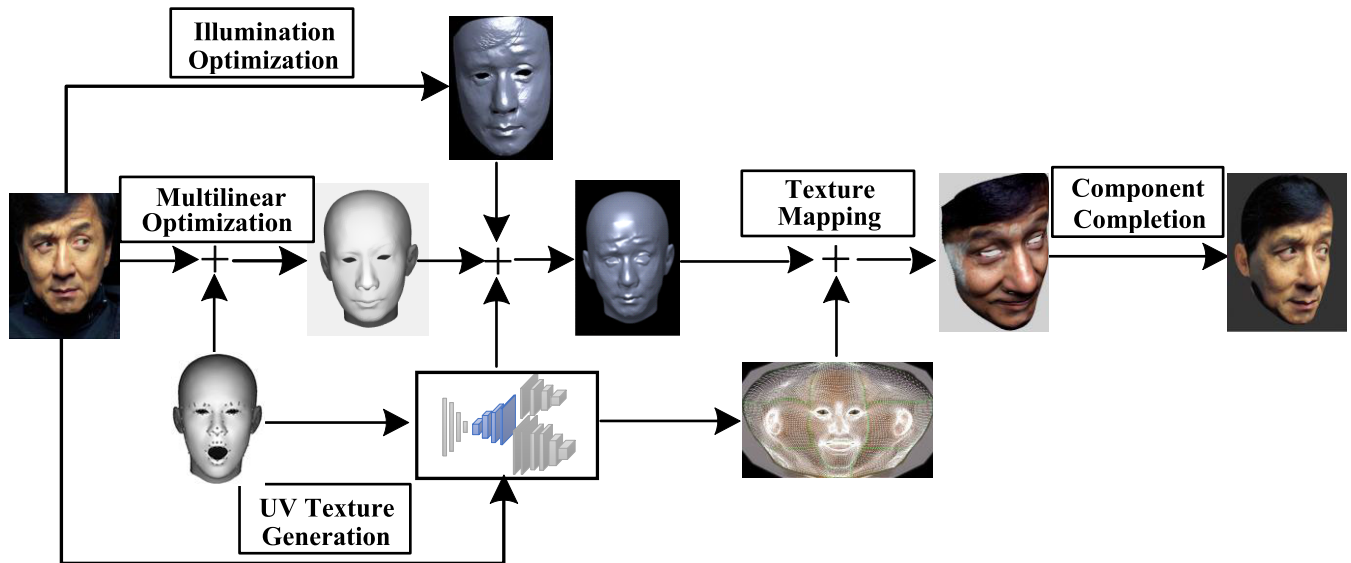 Illumination
Optimization
Multilinear
Optimization
Texture
Mapping
Component
Completion
UV Texture
Generation